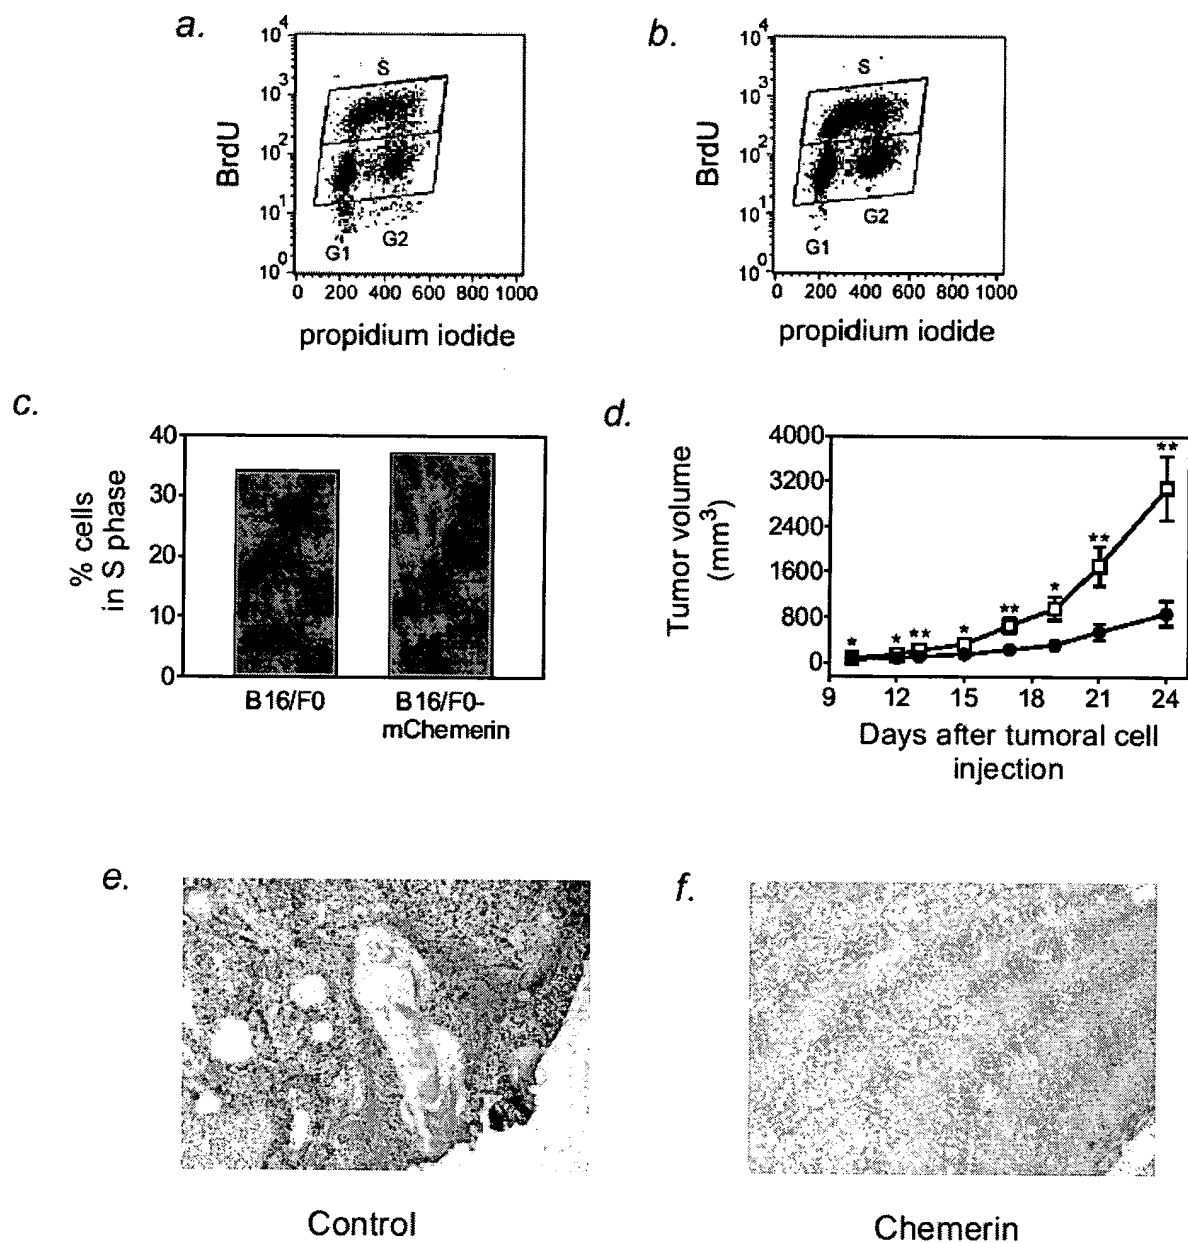 a.
10^4
10^3
10^2
10^1
10^0
BrdU
S
G1
G2
0 200 400 600 800 1000
propidium iodide
b.
10^4
10^3
10^2
10^1
10^0
BrdU
S
G1
G2
0 200 400 600 800 1000
propidium iodide
c.
% cells
in S phase
40
30
20
10
0
B16/F0
B16/F0-
mChemerin
d.
Tumor volume
(mm³)
4000
3200
2400
1600
800
0
* * ** * ** * ** **
9 12 15 18 21 24
Days after tumoral cell
injection
e.
Control
f.
Chemerin